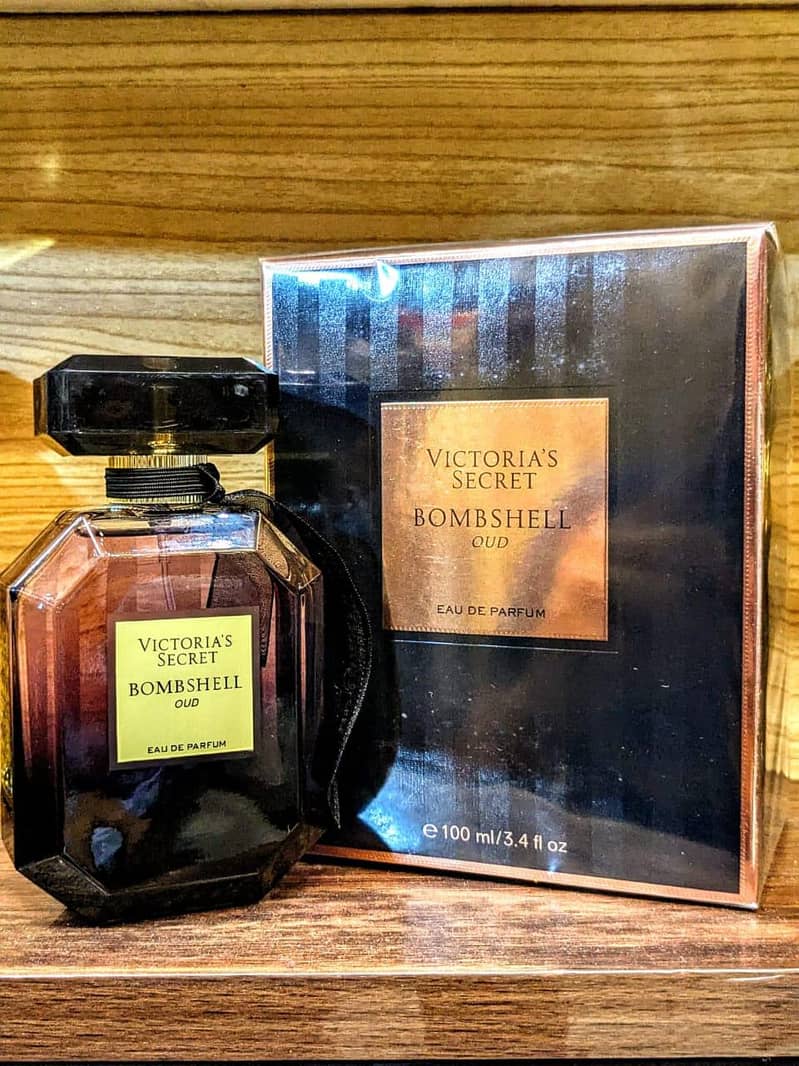 VICTORIA'S
SECRET
BOMBSHELL
OUD
EAU DE PARFUM
VICTORIA'S
SECRET
BOMBSHELL
OUD
EAU DE PARFUM
℮ 100 ml/3.4 fl oz